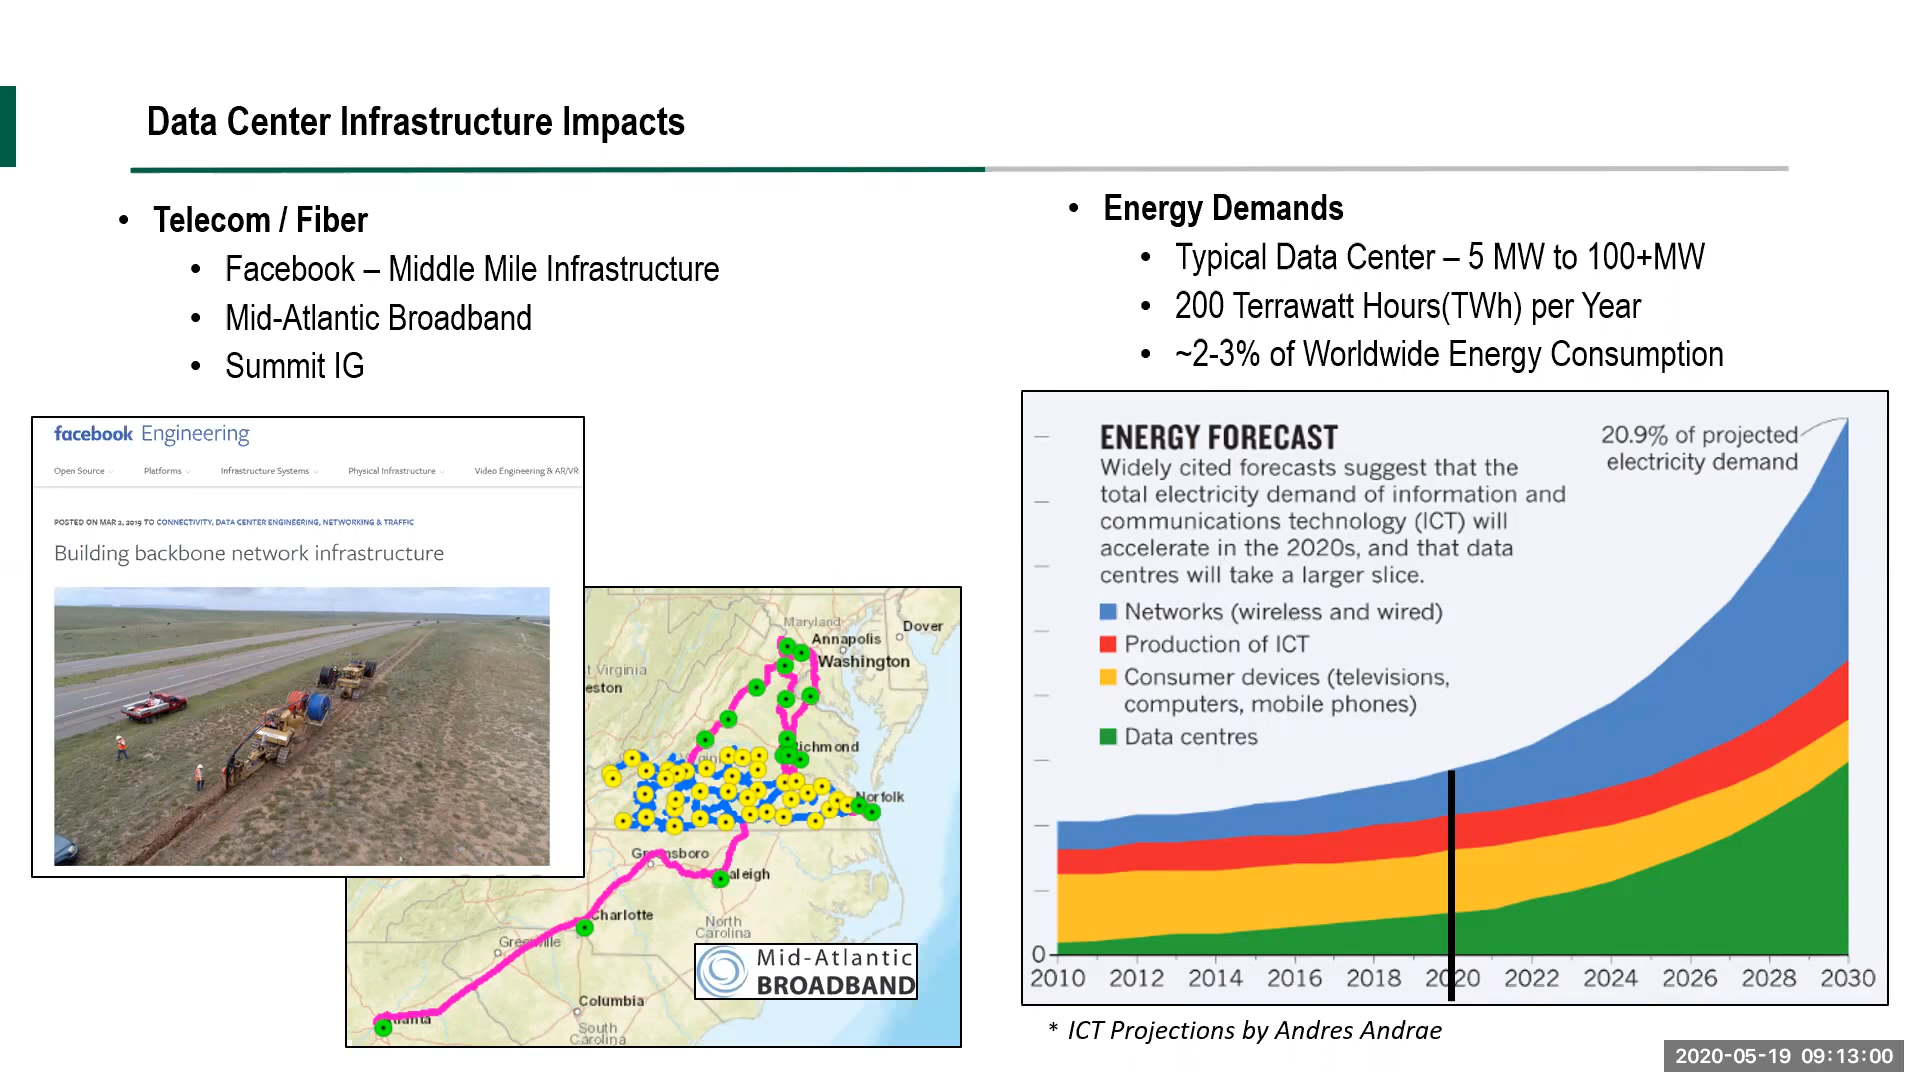 Data Center Infrastructure Impacts
• Telecom / Fiber
• Facebook – Middle Mile Infrastructure
• Mid-Atlantic Broadband
• Summit IG
• Energy Demands
• Typical Data Center – 5 MW to 100+MW
• 200 Terrawatt Hours(TWh) per Year
• ~2-3% of Worldwide Energy Consumption
facebook Engineering
Open Source
Platforms
Infrastructure Systems
Physical Infrastructure
Video Engineering & AR/VR
POSTED ON MAR 2, 2019 TO CONNECTIVITY, DATA CENTER ENGINEERING, NETWORKING & TRAFFIC
Building backbone network infrastructure
Maryland
Dover
Annapolis
Washington
t Virginia
eston
ichmond
Norfolk
Greensboro
aleigh
Charlotte
North
Carolina
Greenville
Columbia
South
Carolina
Mid-Atlantic
BROADBAND
ENERGY FORECAST
Widely cited forecasts suggest that the
total electricity demand of information and
communications technology (ICT) will
accelerate in the 2020s, and that data
centres will take a larger slice.
20.9% of projected
electricity demand
Networks (wireless and wired)
Production of ICT
Consumer devices (televisions,
computers, mobile phones)
Data centres
0
2010 2012 2014 2016 2018 2020 2022 2024 2026 2028 2030
* ICT Projections by Andres Andrae
2020-05-19 09:13:00